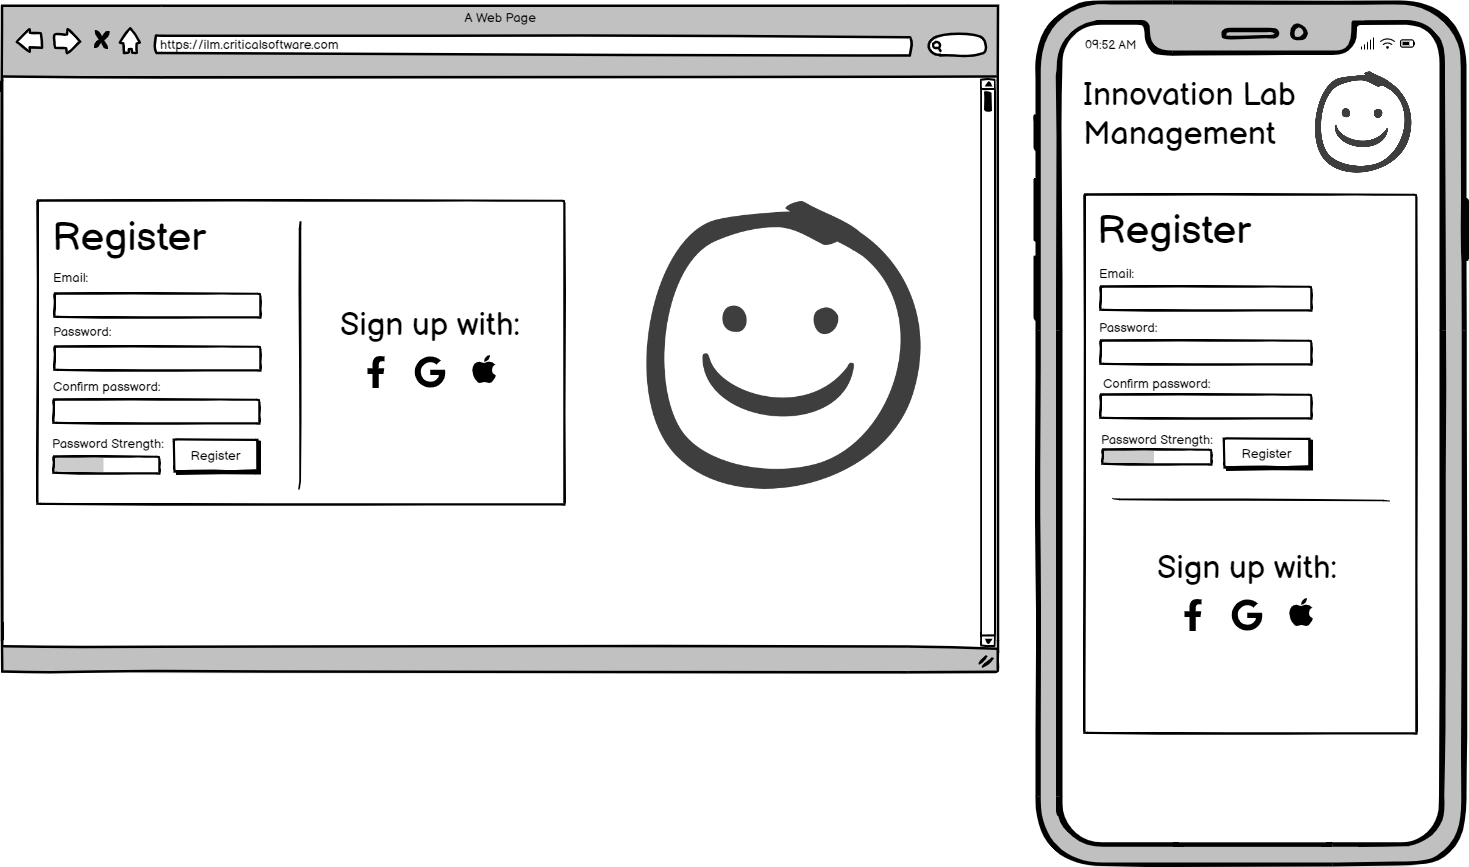 A Web Page
https://ilm.criticalsoftware.com
Register
Email:
Password:
Confirm password:
Password Strength:
Register
Sign up with:
09:52 AM
Innovation Lab
Management
Register
Email:
Password:
Confirm password:
Password Strength:
Register
Sign up with: